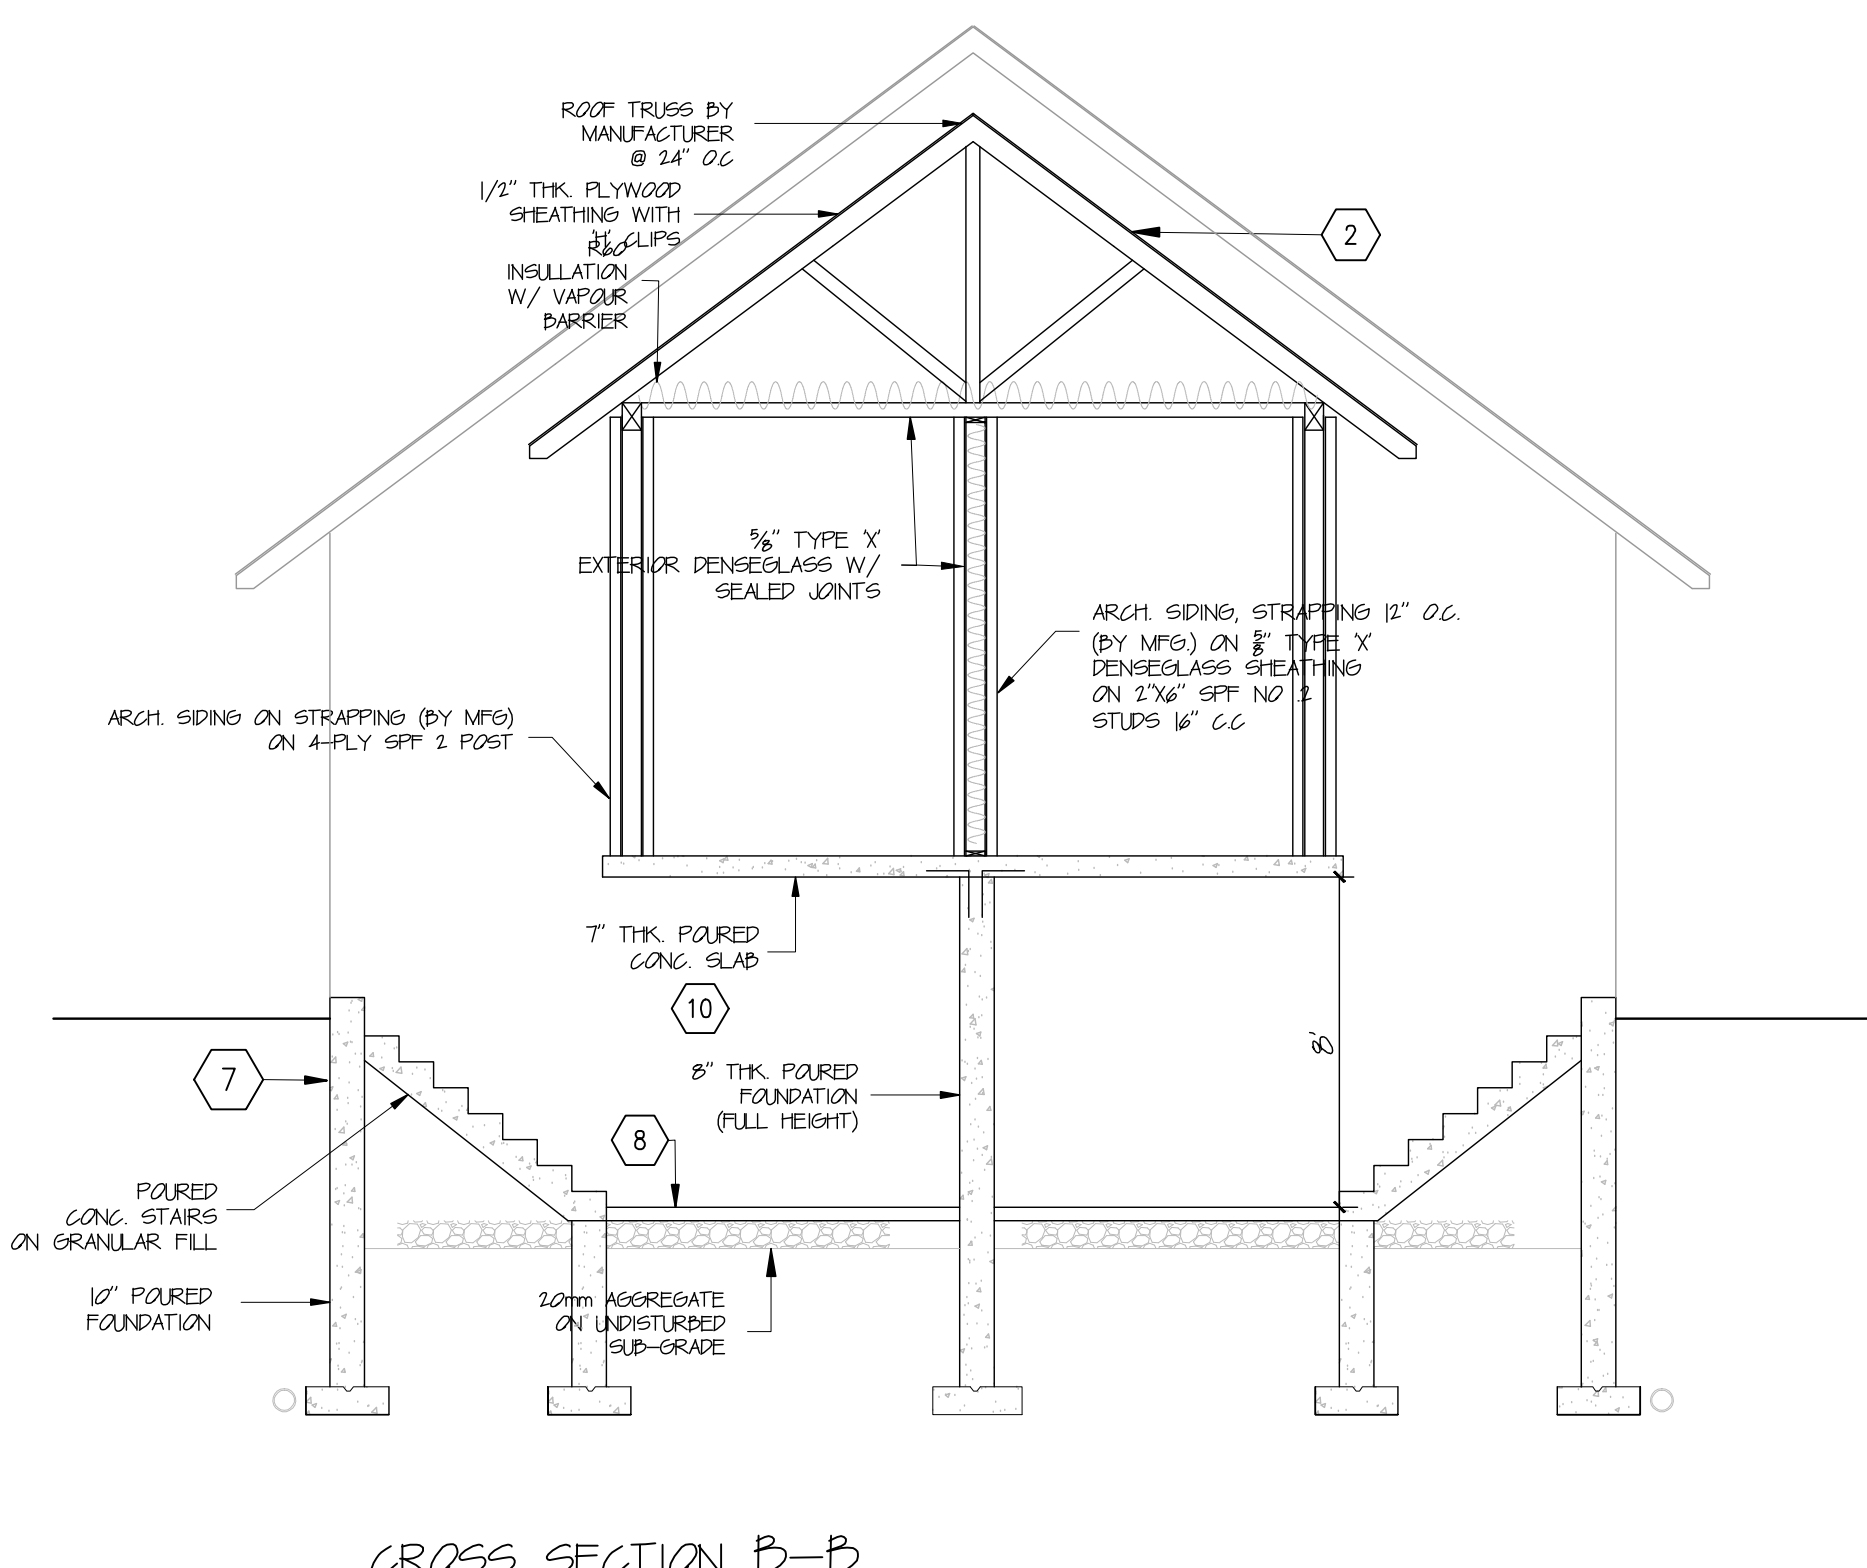 ROOF TRUSS BY
MANUFACTURER
@ 24" O.C
1/2" THK. PLYWOOD
SHEATHING WITH
'H' CLIPS
R60
INSULLATION
W/ VAPOUR
BARRIER
2
5/8" TYPE 'X'
EXTERIOR DENSEGLASS W/
SEALED JOINTS
ARCH. SIDING, STRAPPING 12" O.C.
(BY MFG.) ON 5/8" TYPE 'X'
DENSEGLASS SHEATHING
ON 2"X6" SPF NO .2
STUDS 16" C.C
ARCH. SIDING ON STRAPPING (BY MFG)
ON 4-PLY SPF 2 POST
7" THK. POURED
CONC. SLAB
10
8'
7
8" THK. POURED
FOUNDATION
(FULL HEIGHT)
8
POURED
CONC. STAIRS
ON GRANULAR FILL
10" POURED
FOUNDATION
20mm AGGREGATE
ON UNDISTURBED
SUB-GRADE
CROSS SECTION B-B